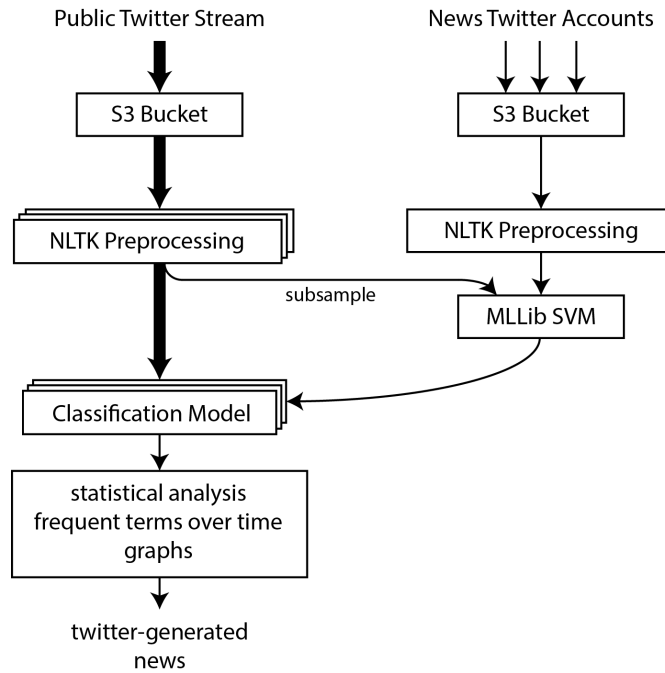 Public Twitter Stream
News Twitter Accounts
S3 Bucket
S3 Bucket
NLTK Preprocessing
NLTK Preprocessing
subsample
MLLib SVM
Classification Model
statistical analysis
frequent terms over time
graphs
twitter-generated
news